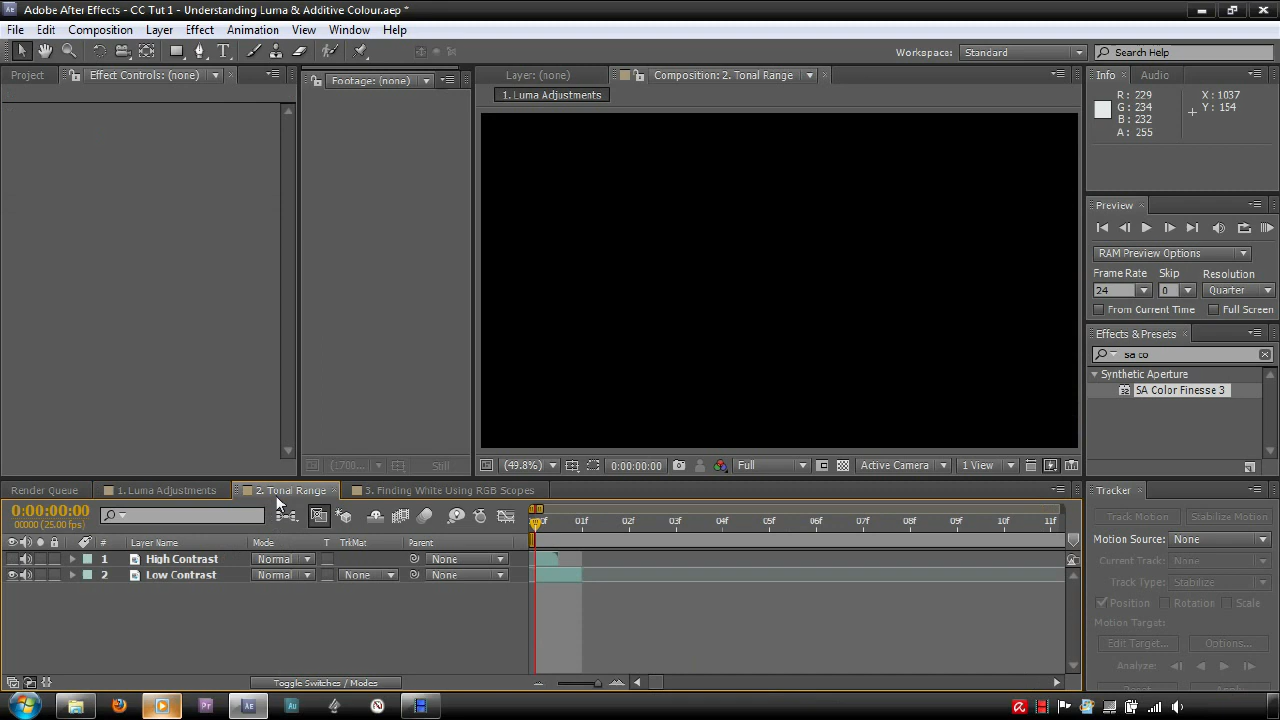 Adobe After Effects - CC Tut 1 - Understanding Luma & Additive Colour.aep *
File Edit Composition Layer Effect Animation View Window Help
Workspace: Standard Search Help
Project Effect Controls: (none) Footage: (none) Layer: (none) Composition: 2. Tonal Range Info Audio
1. Luma Adjustments
R: 229 X: 1037
G: 234 Y: 154
B: 232
A: 255
Preview
RAM Preview Options
Frame Rate Skip Resolution
24 0 Quarter
From Current Time Full Screen
Effects & Presets
sa co
Synthetic Aperture
32 SA Color Finesse 3
(1700... Still (49.8%) 0:00:00:00 Full Active Camera 1 View
Render Queue 1. Luma Adjustments 2. Tonal Range 3. Finding White Using RGB Scopes Tracker
0:00:00:00
00000 (25.00 fps)
01f 02f 03f 04f 05f 06f 07f 08f 09f 10f 11f
# Layer Name Mode T TrkMat Parent
1 High Contrast Normal None
2 Low Contrast Normal None None
Toggle Switches / Modes
Track Motion Stabilize Motion
Motion Source: None
Current Track: None
Track Type: Stabilize
Position Rotation Scale
Motion Target:
Edit Target... Options...
Analyze:
Ae Pr Ae Au